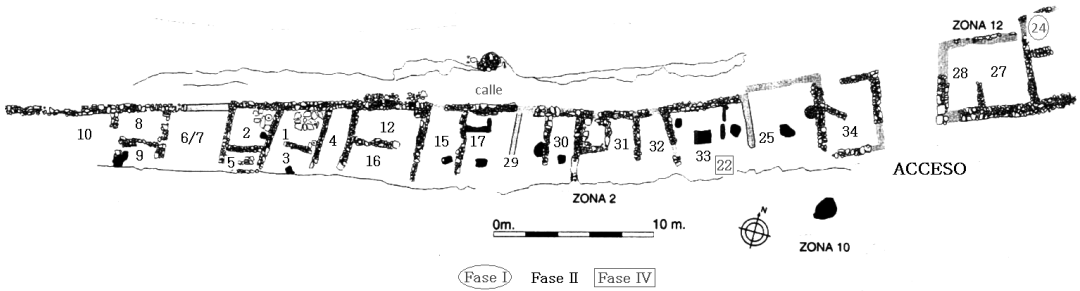 ZONA 12
24
28
27
calle
10
8
9
6/7
2
5
1
3
4
12
16
15
17
29
30
31
32
33
22
25
34
ACCESO
ZONA 2
0m.
10 m.
N
ZONA 10
Fase I
Fase II
Fase IV